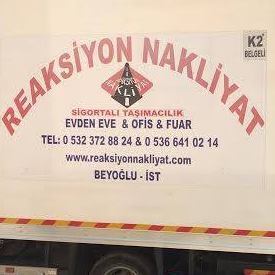 REAKSİYON NAKLİYAT
K2
BELGELİ
SİGORTALI TAŞIMACILIK
EVDEN EVE & OFİS & FUAR
TEL: 0 532 372 88 24 & 0 536 641 02 14
www.reaksiyonnakliyat.com
BEYOĞLU - İST